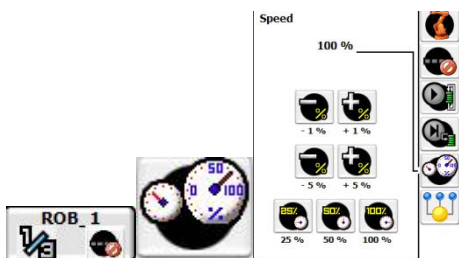 Speed
100 %
% %
- 1 % + 1 %
% %
- 5 % + 5 %
25% 50% 100%
25 % 50 % 100 %
50
0 100
%
ROB_1
1/3